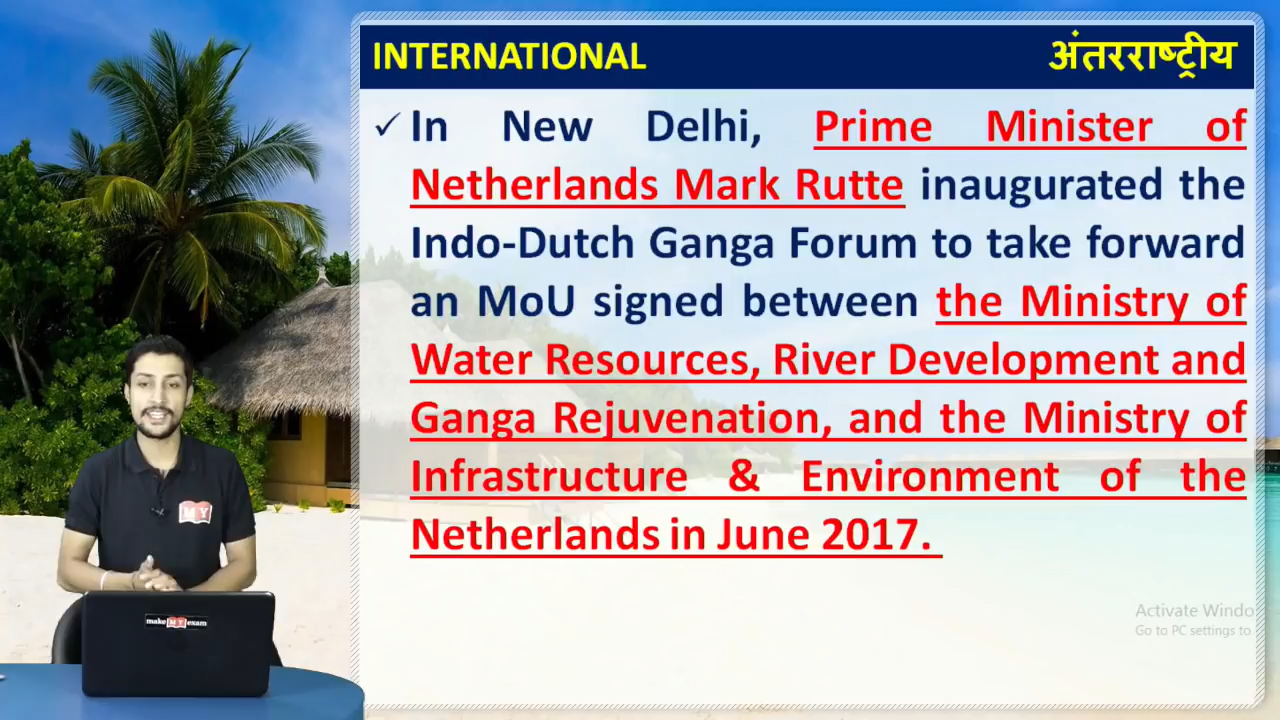 INTERNATIONAL अंतरराष्ट्रीय
✓ In New Delhi, Prime Minister of
Netherlands Mark Rutte inaugurated the
Indo-Dutch Ganga Forum to take forward
an MoU signed between the Ministry of
Water Resources, River Development and
Ganga Rejuvenation, and the Ministry of
Infrastructure & Environment of the
Netherlands in June 2017.
MY
make MY exam
Activate Windo
Go to PC settings to